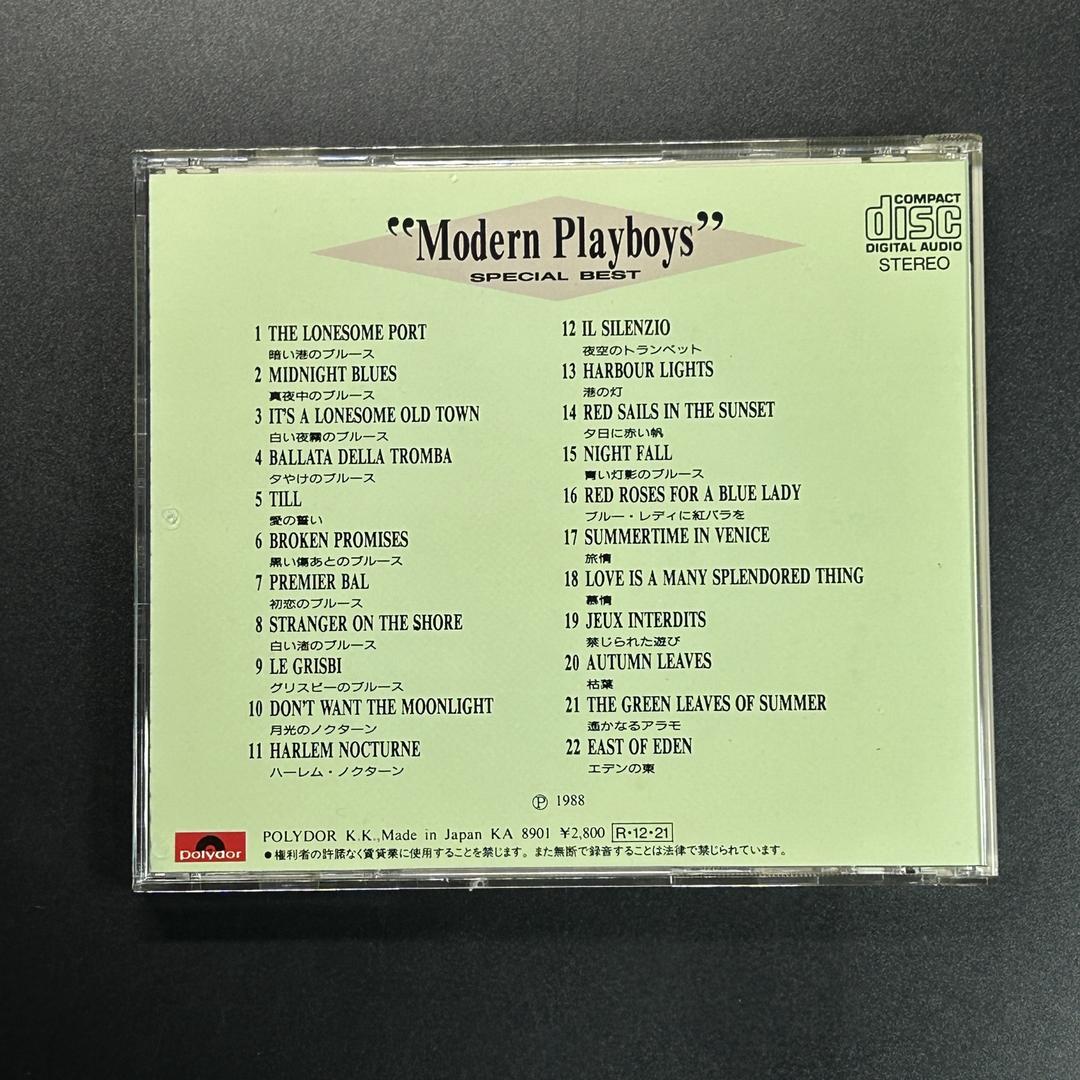 “Modern Playboys”
SPECIAL BEST
COMPACT
disc
DIGITAL AUDIO
STEREO
1 THE LONESOME PORT
暗い港のブルース
2 MIDNIGHT BLUES
真夜中のブルース
3 IT'S A LONESOME OLD TOWN
白い夜霧のブルース
4 BALLATA DELLA TROMBA
夕やけのブルース
5 TILL
愛の誓い
6 BROKEN PROMISES
黒い傷あとのブルース
7 PREMIER BAL
初恋のブルース
8 STRANGER ON THE SHORE
白い渚のブルース
9 LE GRISBI
グリスビーのブルース
10 DON'T WANT THE MOONLIGHT
月光のノクターン
11 HARLEM NOCTURNE
ハーレム・ノクターン
12 IL SILENZIO
夜空のトランペット
13 HARBOUR LIGHTS
港の灯
14 RED SAILS IN THE SUNSET
夕日に赤い帆
15 NIGHT FALL
青い灯影のブルース
16 RED ROSES FOR A BLUE LADY
ブルー・レディに紅バラを
17 SUMMERTIME IN VENICE
旅情
18 LOVE IS A MANY SPLENDORED THING
慕情
19 JEUX INTERDITS
禁じられた遊び
20 AUTUMN LEAVES
枯葉
21 THE GREEN LEAVES OF SUMMER
遙かなるアラモ
22 EAST OF EDEN
エデンの東
Ⓟ 1988
polydor
POLYDOR K.K.,Made in Japan KA 8901 ¥2,800 R・12・21
●権利者の許諾なく賃貸業に使用することを禁じます。また無断で録音することは法律で禁じられています。